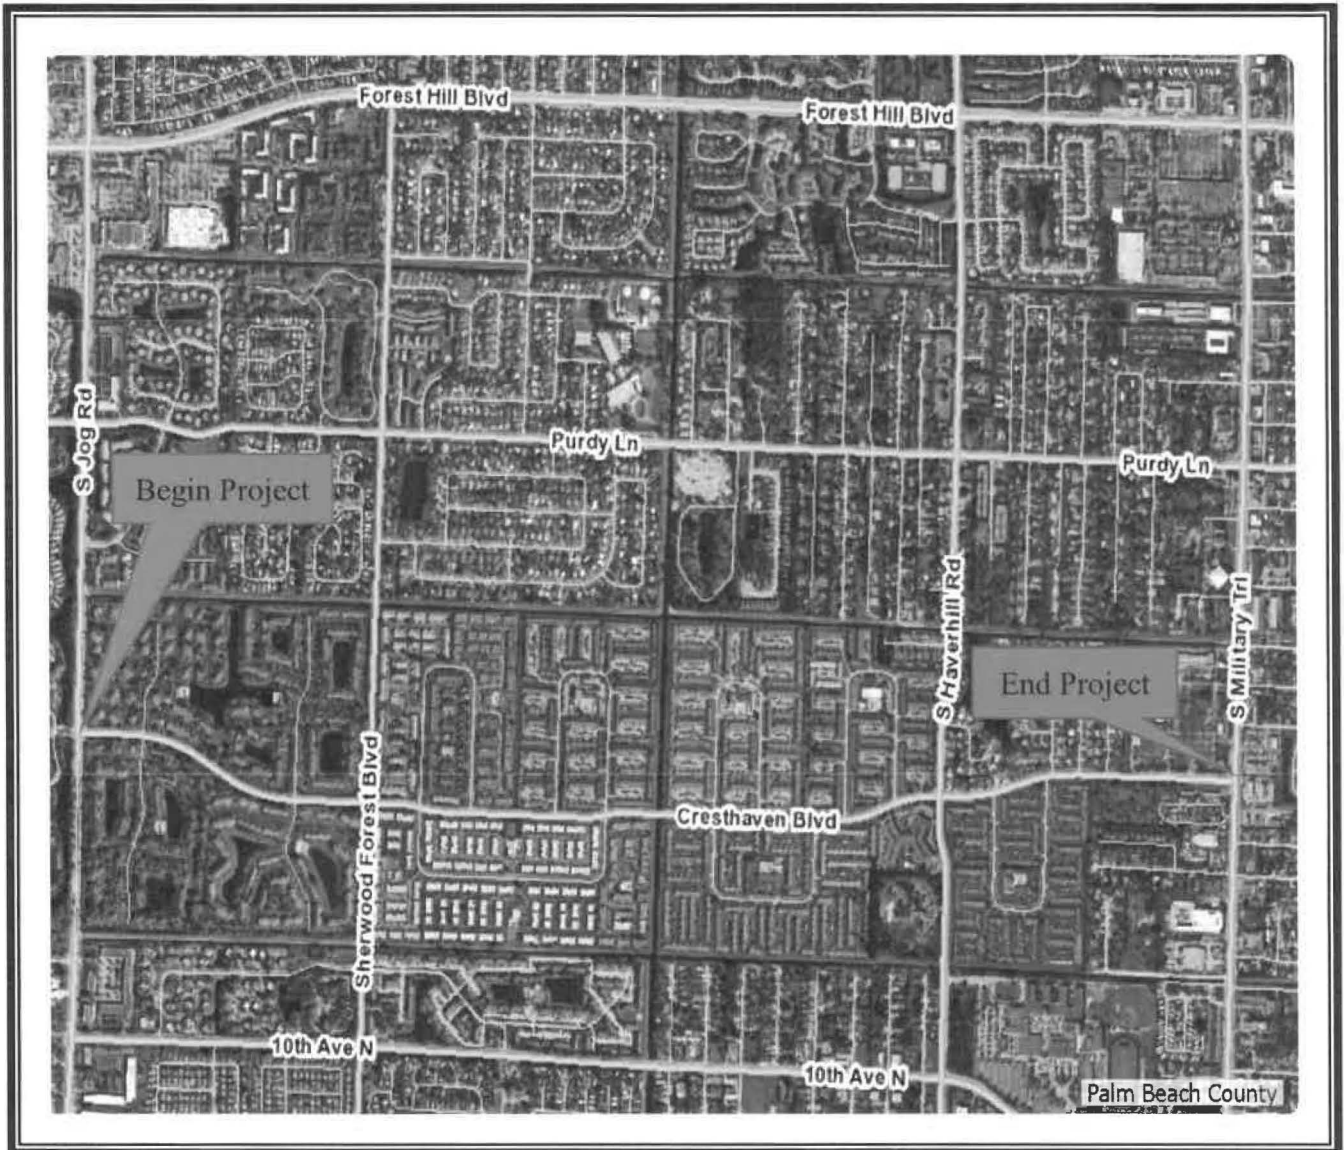 Forest Hill Blvd
Forest Hill Blvd
S Jog Rd
Purdy Ln
Purdy Ln
Begin Project
S Haverhill Rd
S Military Trl
End Project
Sherwood Forest Blvd
Cresthaven Blvd
10th Ave N
10th Ave N
Palm Beach County